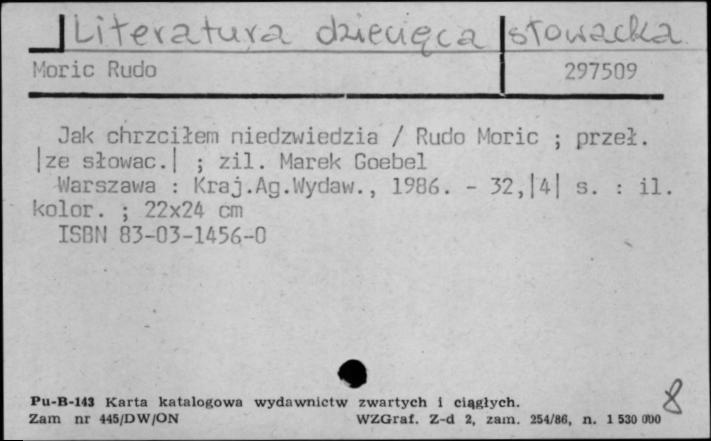 Literatura dziecięca słowacka
Moric Rudo 297509
Jak chrzciłem niedzwiedzia / Rudo Moric ; przeł.
|ze słowac.| ; zil. Marek Goebel
Warszawa : Kraj.Ag.Wydaw., 1986. - 32,|4| s. : il.
kolor. ; 22x24 cm
ISBN 83-03-1456-0
8
Pu-B-143 Karta katalogowa wydawnictw zwartych i ciągłych.
Zam nr 445/DW/ON WZGraf. Z-d 2, zam. 254/86, n. 1 530 000